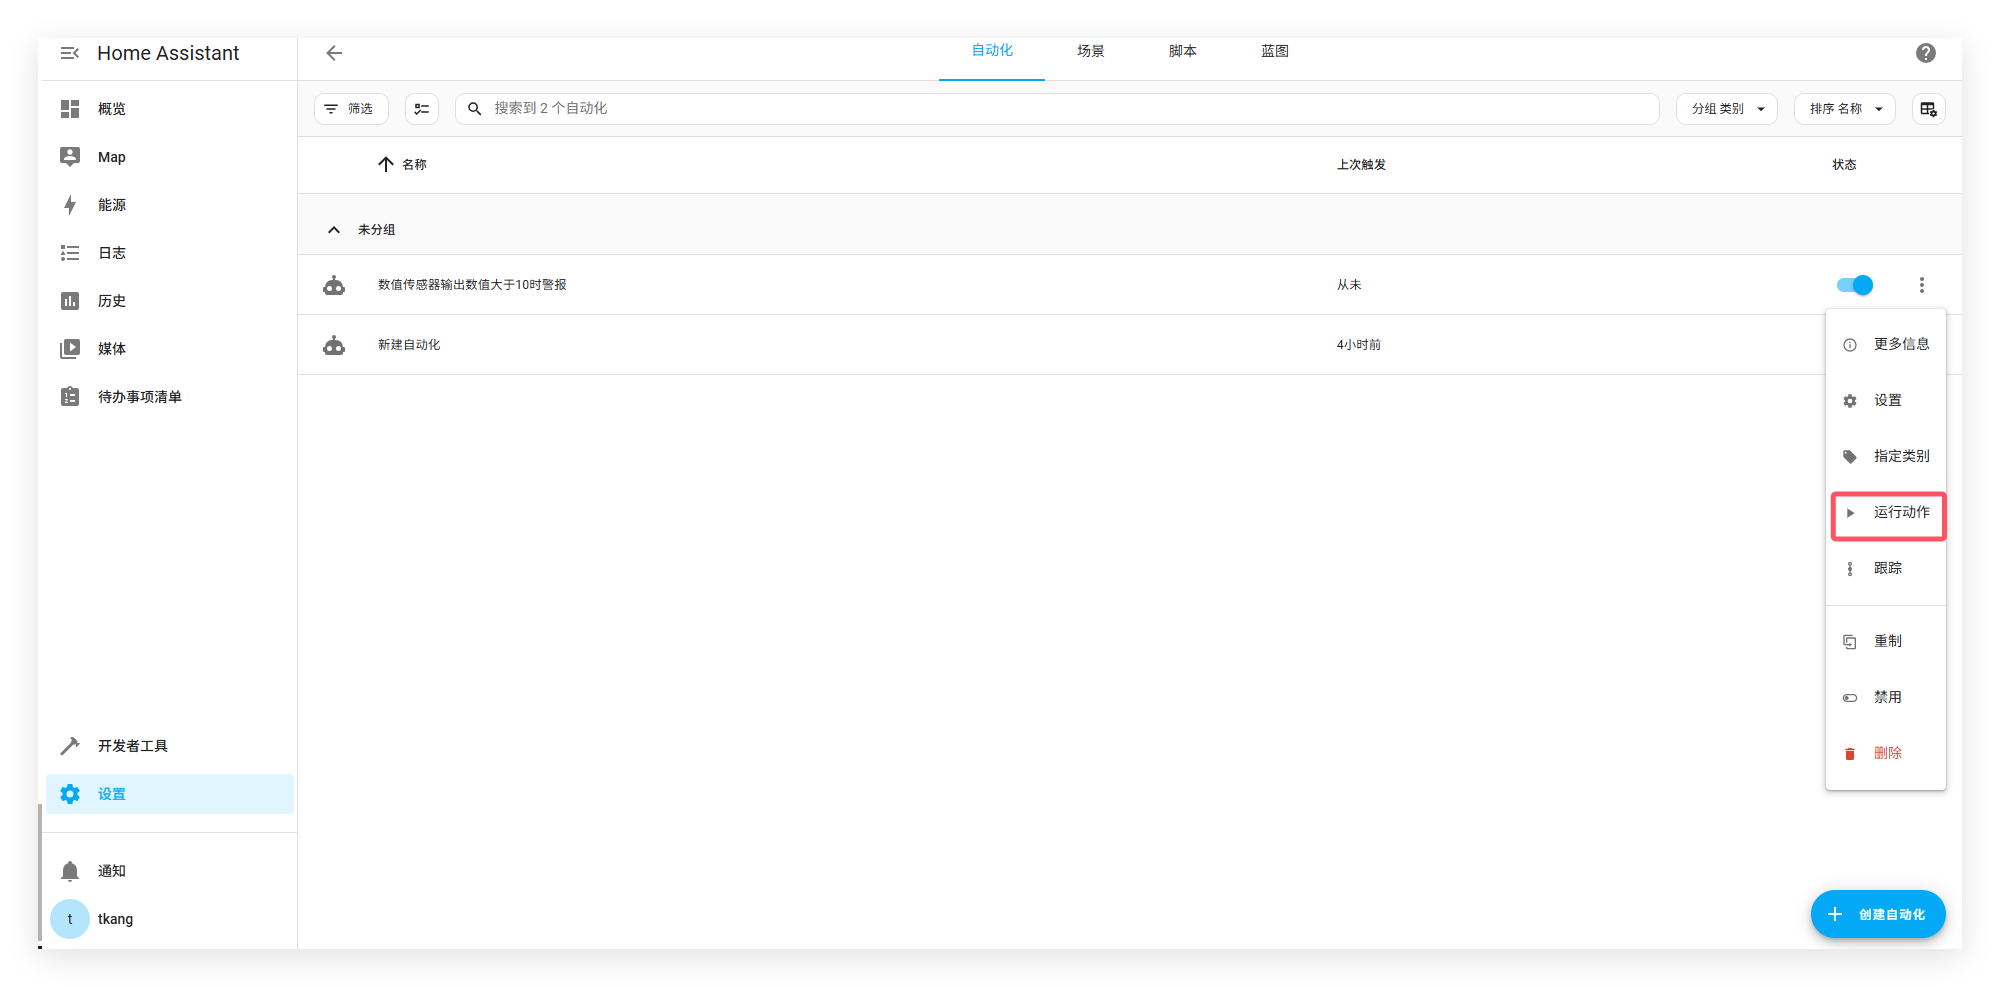 Home Assistant
概览
Map
能源
日志
历史
媒体
待办事项清单
开发者工具
设置
通知
t tkang
自动化 场景 脚本 蓝图
筛选 搜索到 2 个自动化 分组 类别 排序 名称
名称 上次触发 状态
未分组
数值传感器输出数值大于10时警报 从未
新建自动化 4小时前
更多信息
设置
指定类别
运行动作
跟踪
重制
禁用
删除
创建自动化